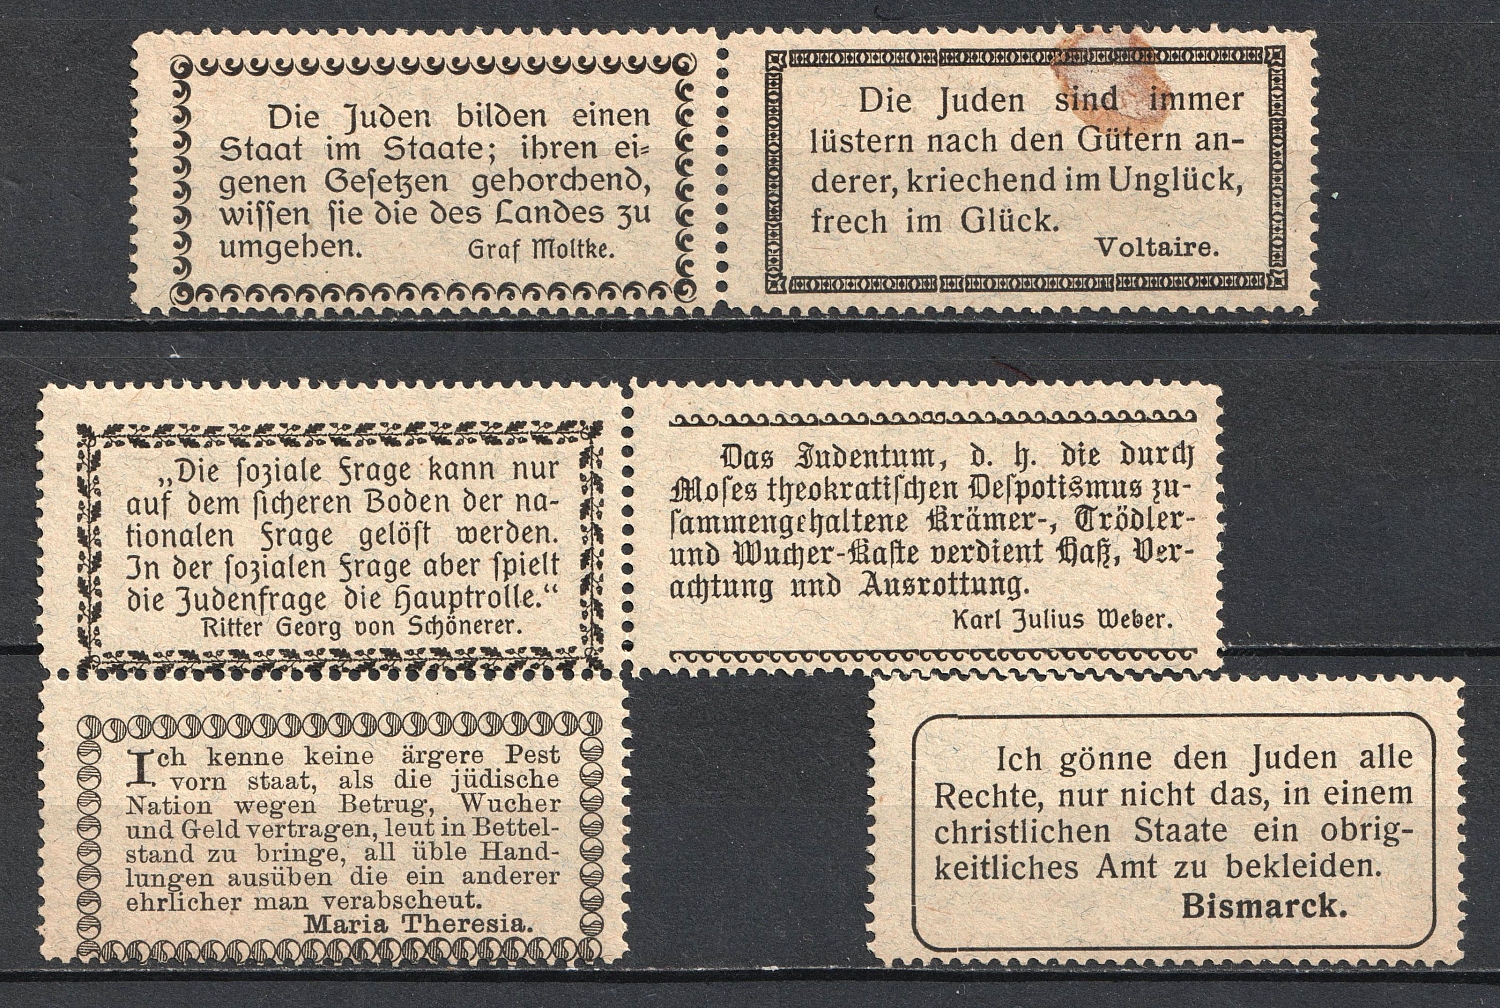 Die Juden bilden einen
Staat im Staate; ihren ei=
genen Gesetzen gehorchend,
wissen sie die des Landes zu
umgehen. Graf Moltke.
Die Juden sind immer
lüstern nach den Gütern an-
derer, kriechend im Unglück,
frech im Glück.
Voltaire.
„Die soziale Frage kann nur
auf dem sicheren Boden der na-
tionalen Frage gelöst werden.
In der sozialen Frage aber spielt
die Judenfrage die Hauptrolle.“
Ritter Georg von Schönerer.
Das Judentum, d. h. die durch
Moses theokratischen Despotismus zu-
sammengehaltene Krämer-, Trödler-
und Wucher-Kaste verdient Haß, Ver-
achtung und Ausrottung.
Karl Julius Weber.
Ich kenne keine ärgere Pest
vorn staat, als die jüdische
Nation wegen Betrug, Wucher
und Geld vertragen, leut in Bettel-
stand zu bringe, all üble Hand-
lungen ausüben die ein anderer
ehrlicher man verabscheut.
Maria Theresia.
Ich gönne den Juden alle
Rechte, nur nicht das, in einem
christlichen Staate ein obrig-
keitliches Amt zu bekleiden.
Bismarck.